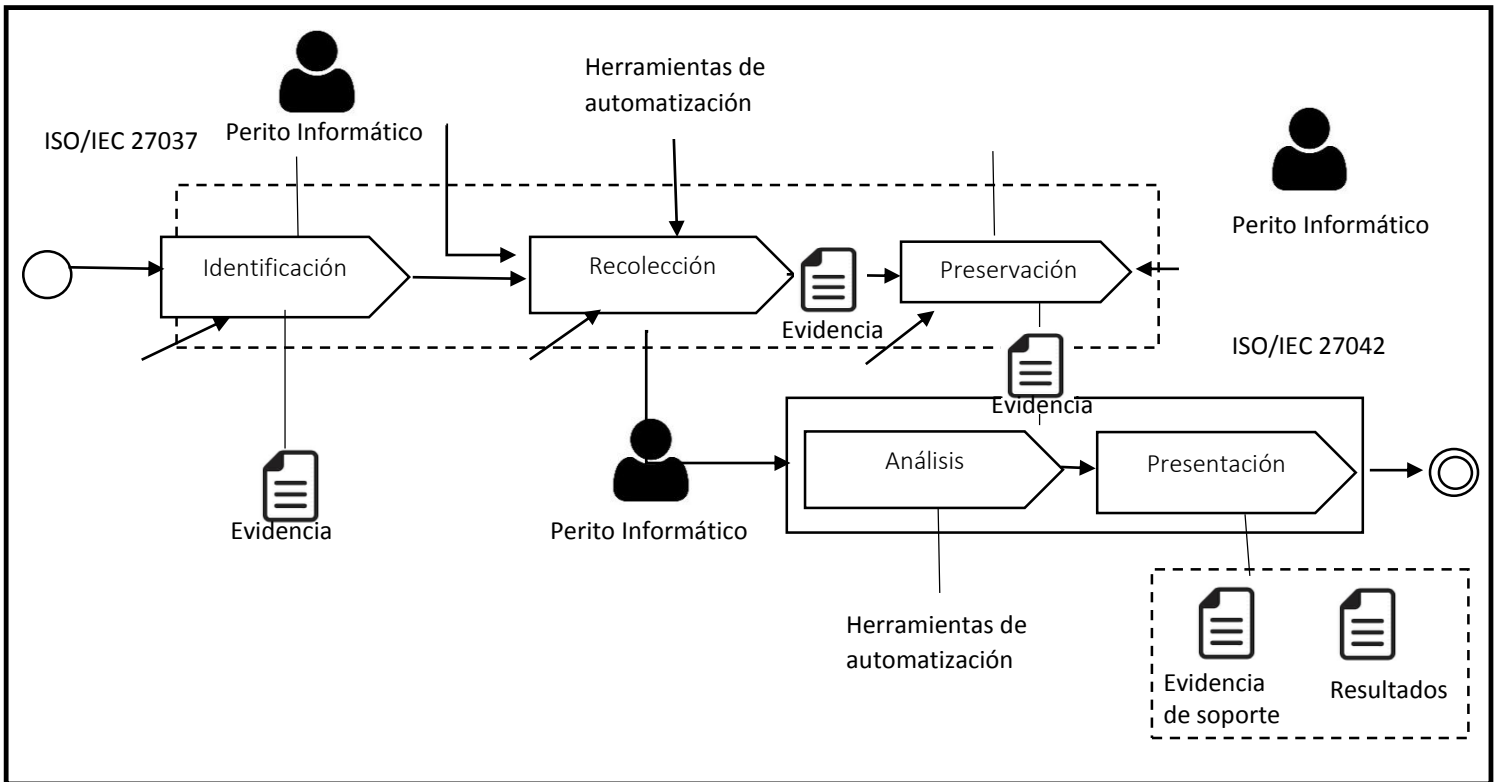 Herramientas de
automatización
ISO/IEC 27037
Perito Informático
Perito Informático
Identificación
Recolección
Preservación
Evidencia
ISO/IEC 27042
Evidencia
Análisis
Presentación
Evidencia
Perito Informático
Herramientas de
automatización
Evidencia
de soporte
Resultados